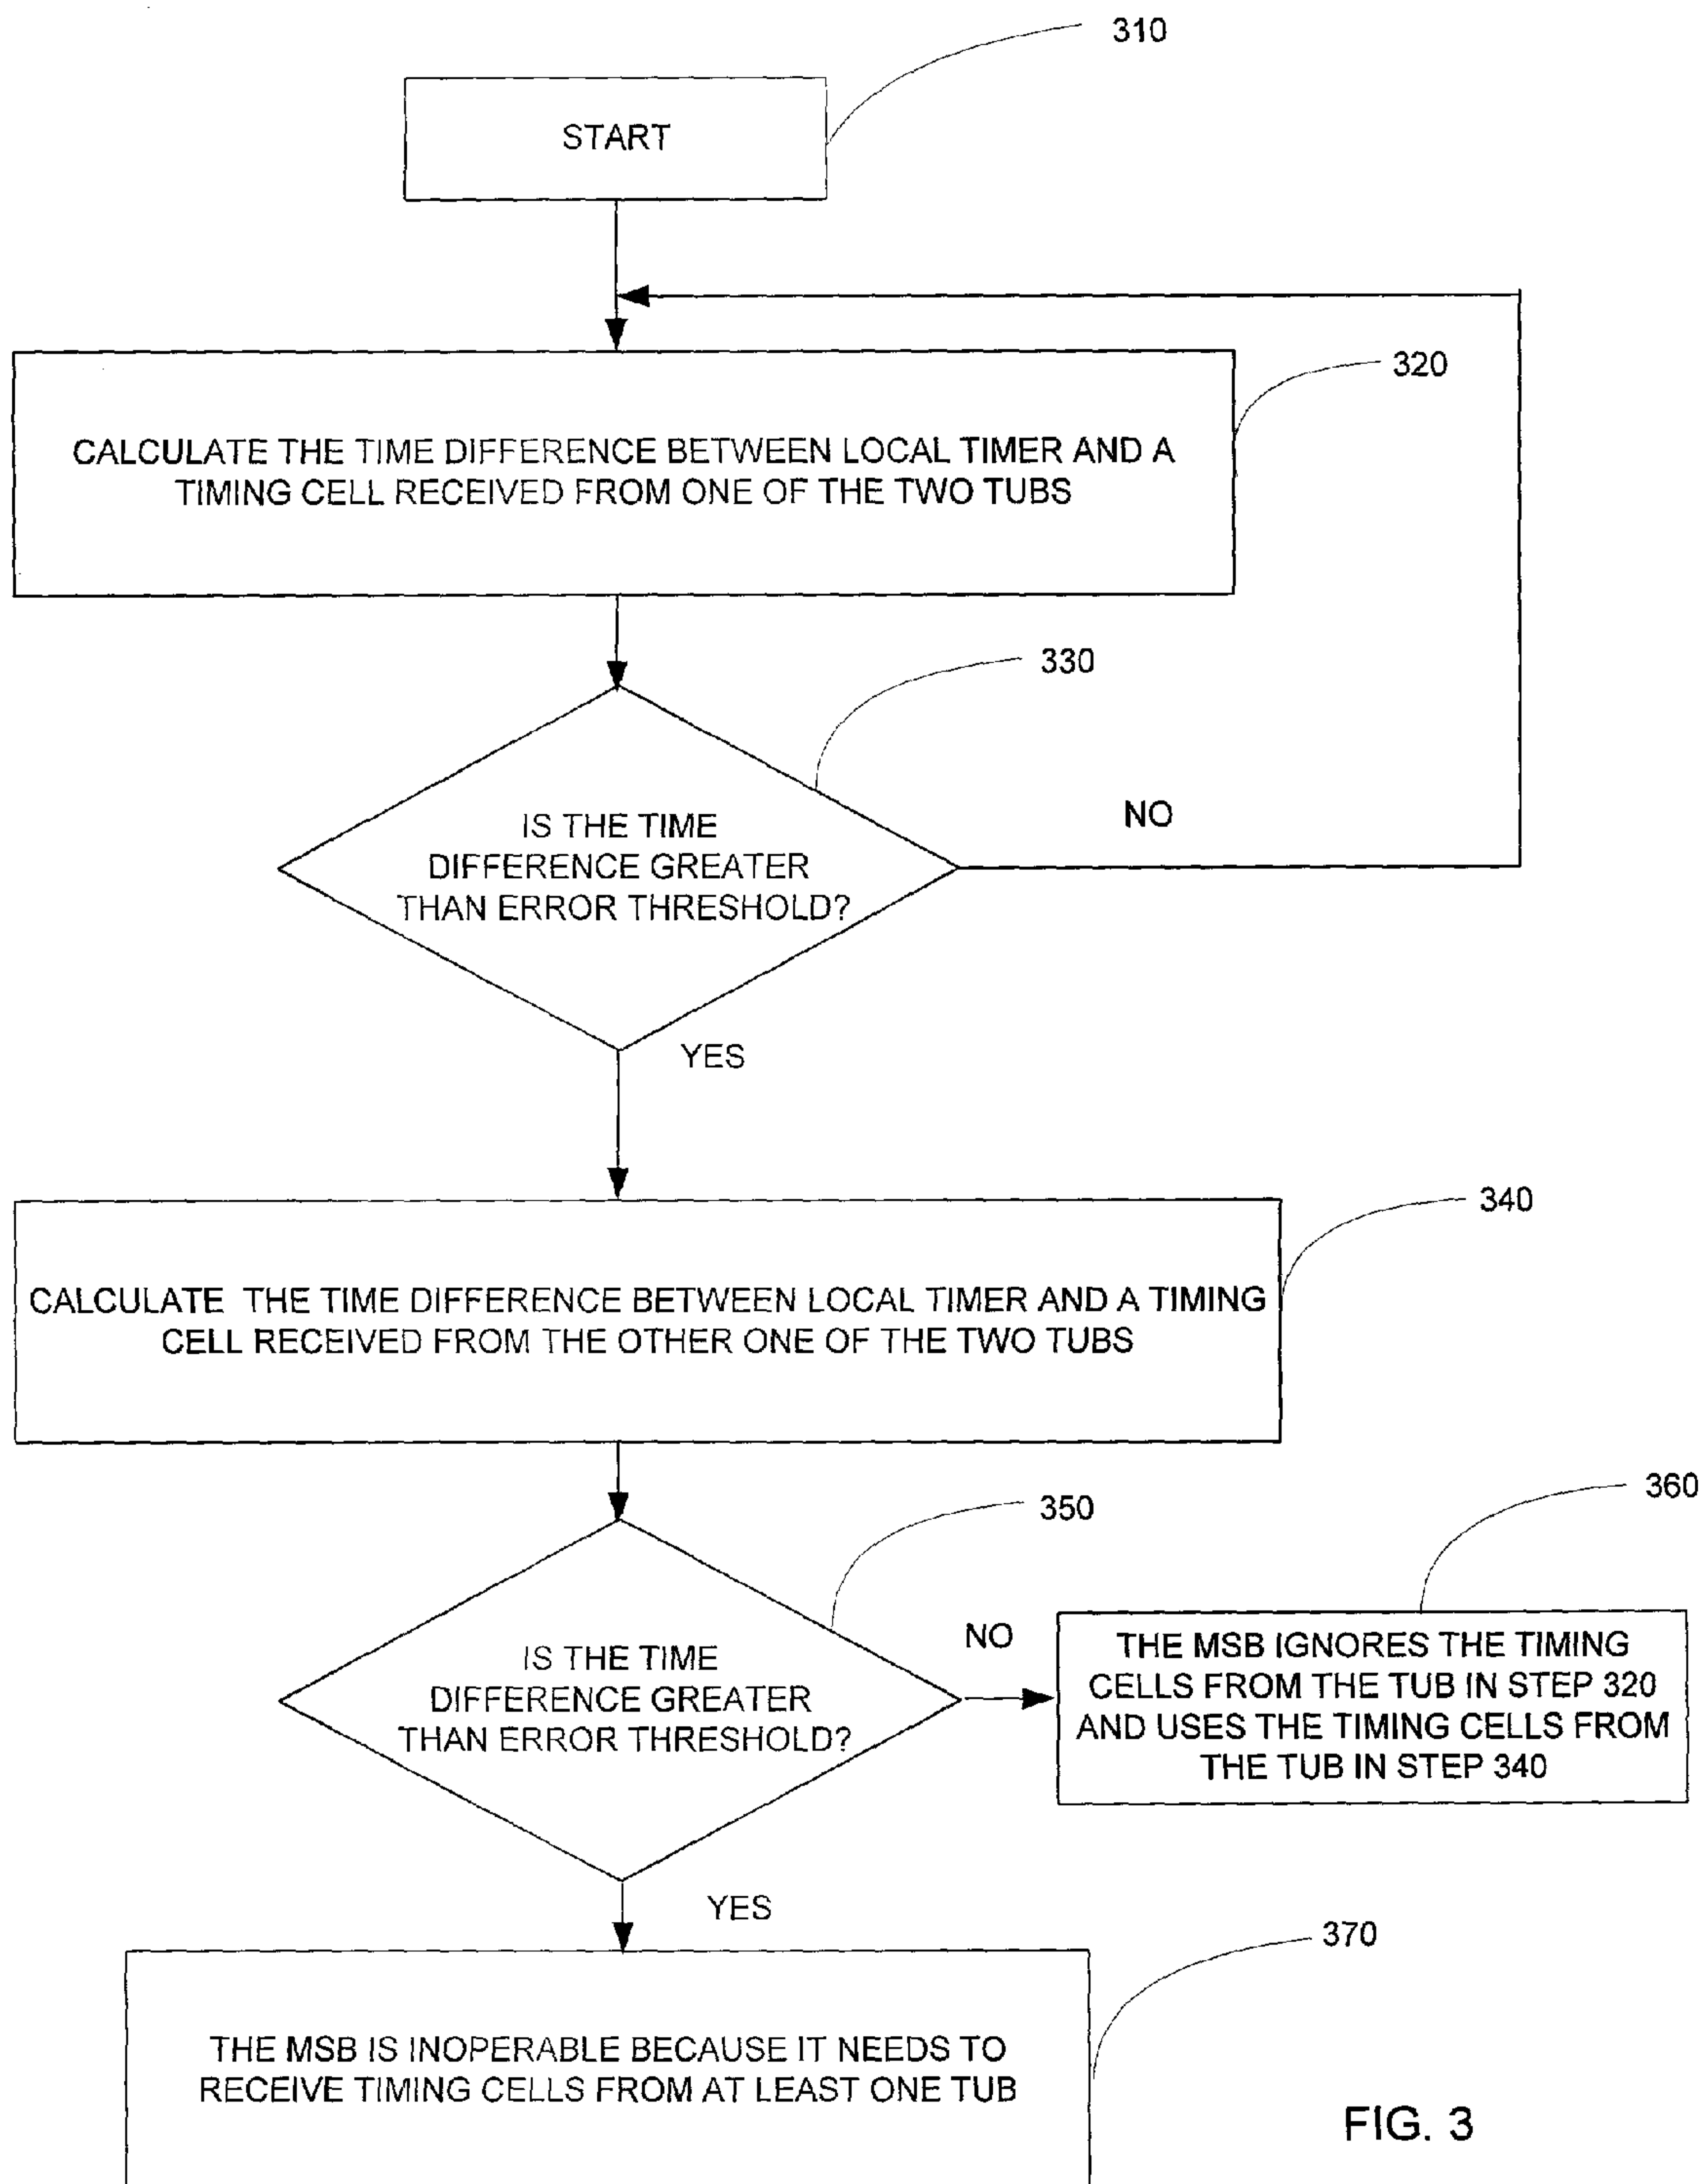 310
START
320
CALCULATE THE TIME DIFFERENCE BETWEEN LOCAL TIMER AND A
TIMING CELL RECEIVED FROM ONE OF THE TWO TUBS
330
NO
IS THE TIME
DIFFERENCE GREATER
THAN ERROR THRESHOLD?
YES
340
CALCULATE THE TIME DIFFERENCE BETWEEN LOCAL TIMER AND A TIMING
CELL RECEIVED FROM THE OTHER ONE OF THE TWO TUBS
350
360
NO
IS THE TIME
DIFFERENCE GREATER
THAN ERROR THRESHOLD?
THE MSB IGNORES THE TIMING
CELLS FROM THE TUB IN STEP 320
AND USES THE TIMING CELLS FROM
THE TUB IN STEP 340
YES
370
THE MSB IS INOPERABLE BECAUSE IT NEEDS TO
RECEIVE TIMING CELLS FROM AT LEAST ONE TUB
FIG. 3